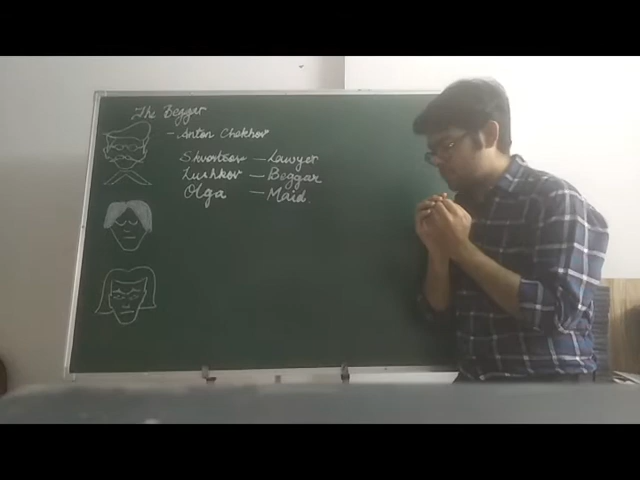 The Beggar
- Anton Chekhov
Skvortsov - Lawyer
Lushkov - Beggar
Olga - Maid.